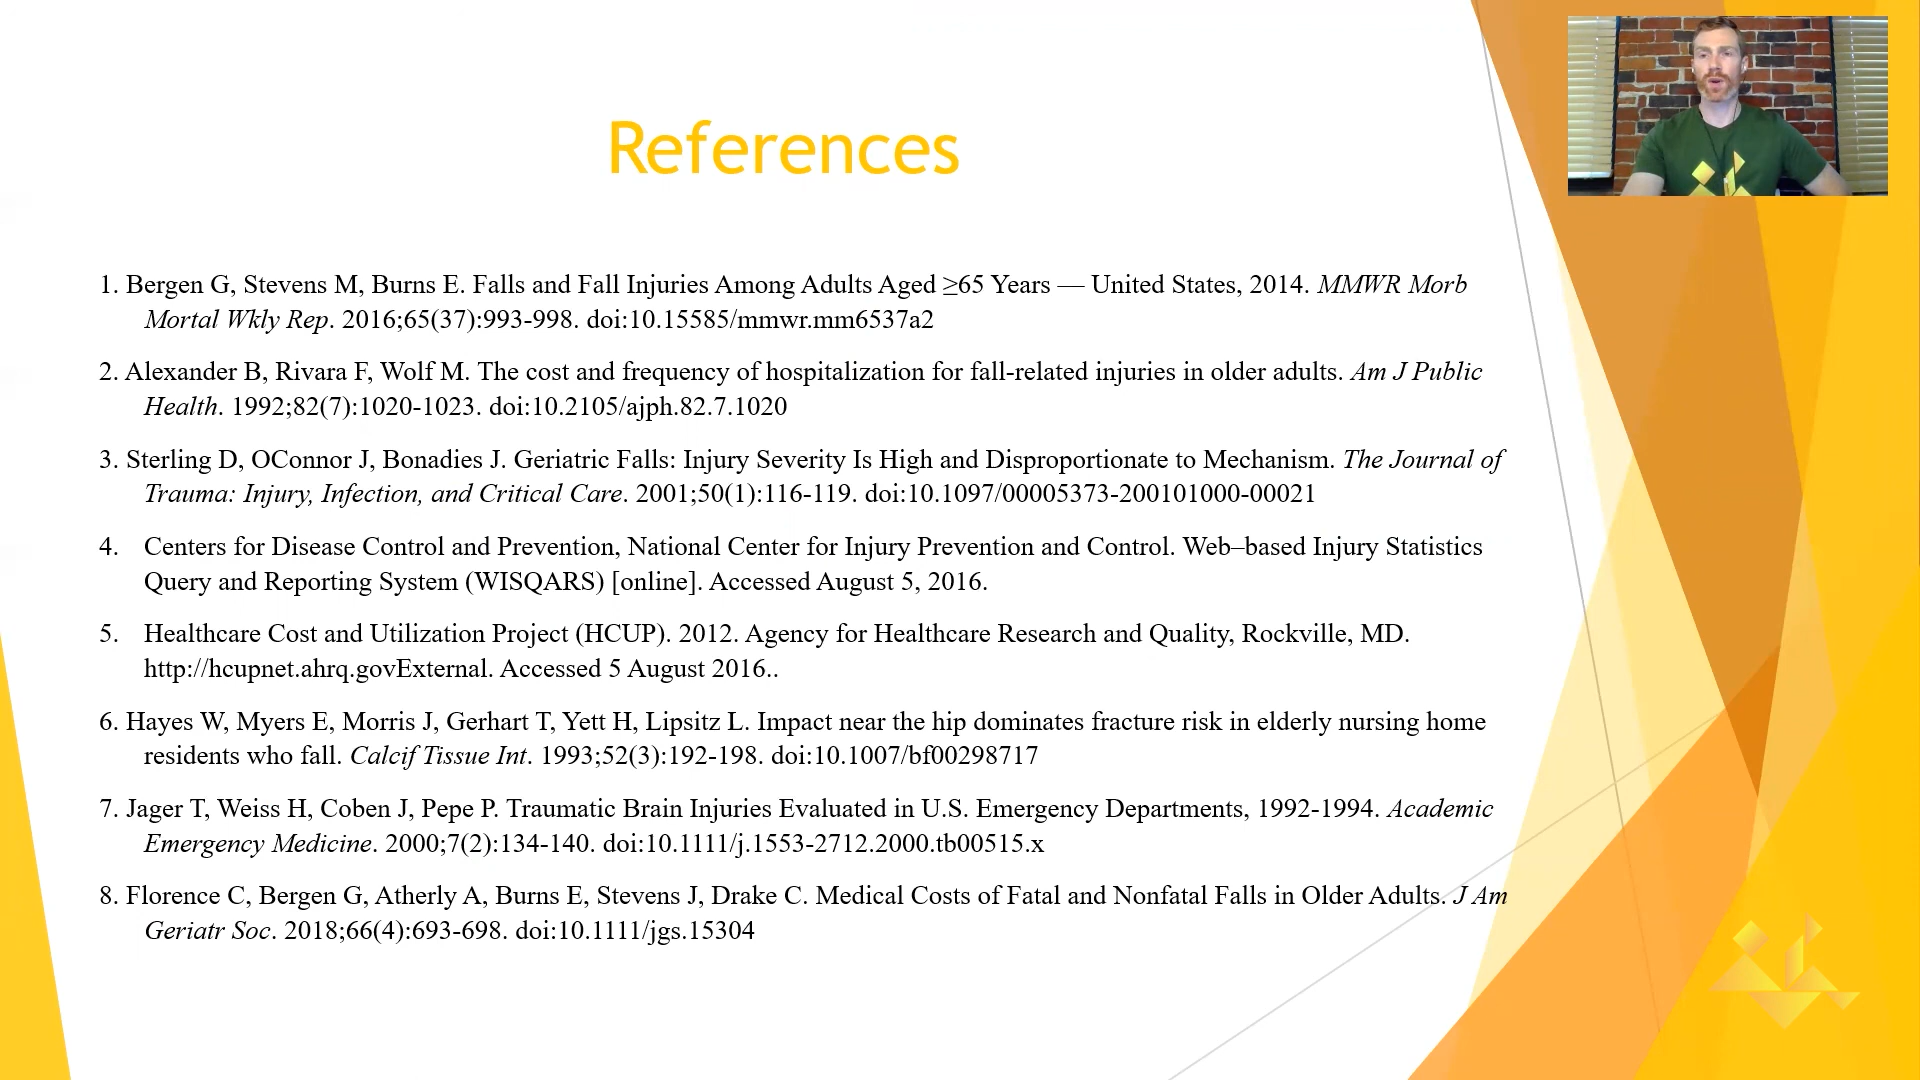 References
1. Bergen G, Stevens M, Burns E. Falls and Fall Injuries Among Adults Aged ≥65 Years — United States, 2014. MMWR Morb
Mortal Wkly Rep. 2016;65(37):993-998. doi:10.15585/mmwr.mm6537a2
2. Alexander B, Rivara F, Wolf M. The cost and frequency of hospitalization for fall-related injuries in older adults. Am J Public
Health. 1992;82(7):1020-1023. doi:10.2105/ajph.82.7.1020
3. Sterling D, OConnor J, Bonadies J. Geriatric Falls: Injury Severity Is High and Disproportionate to Mechanism. The Journal of
Trauma: Injury, Infection, and Critical Care. 2001;50(1):116-119. doi:10.1097/00005373-200101000-00021
4. Centers for Disease Control and Prevention, National Center for Injury Prevention and Control. Web–based Injury Statistics
Query and Reporting System (WISQARS) [online]. Accessed August 5, 2016.
5. Healthcare Cost and Utilization Project (HCUP). 2012. Agency for Healthcare Research and Quality, Rockville, MD.
http://hcupnet.ahrq.govExternal. Accessed 5 August 2016..
6. Hayes W, Myers E, Morris J, Gerhart T, Yett H, Lipsitz L. Impact near the hip dominates fracture risk in elderly nursing home
residents who fall. Calcif Tissue Int. 1993;52(3):192-198. doi:10.1007/bf00298717
7. Jager T, Weiss H, Coben J, Pepe P. Traumatic Brain Injuries Evaluated in U.S. Emergency Departments, 1992-1994. Academic
Emergency Medicine. 2000;7(2):134-140. doi:10.1111/j.1553-2712.2000.tb00515.x
8. Florence C, Bergen G, Atherly A, Burns E, Stevens J, Drake C. Medical Costs of Fatal and Nonfatal Falls in Older Adults. J Am
Geriatr Soc. 2018;66(4):693-698. doi:10.1111/jgs.15304